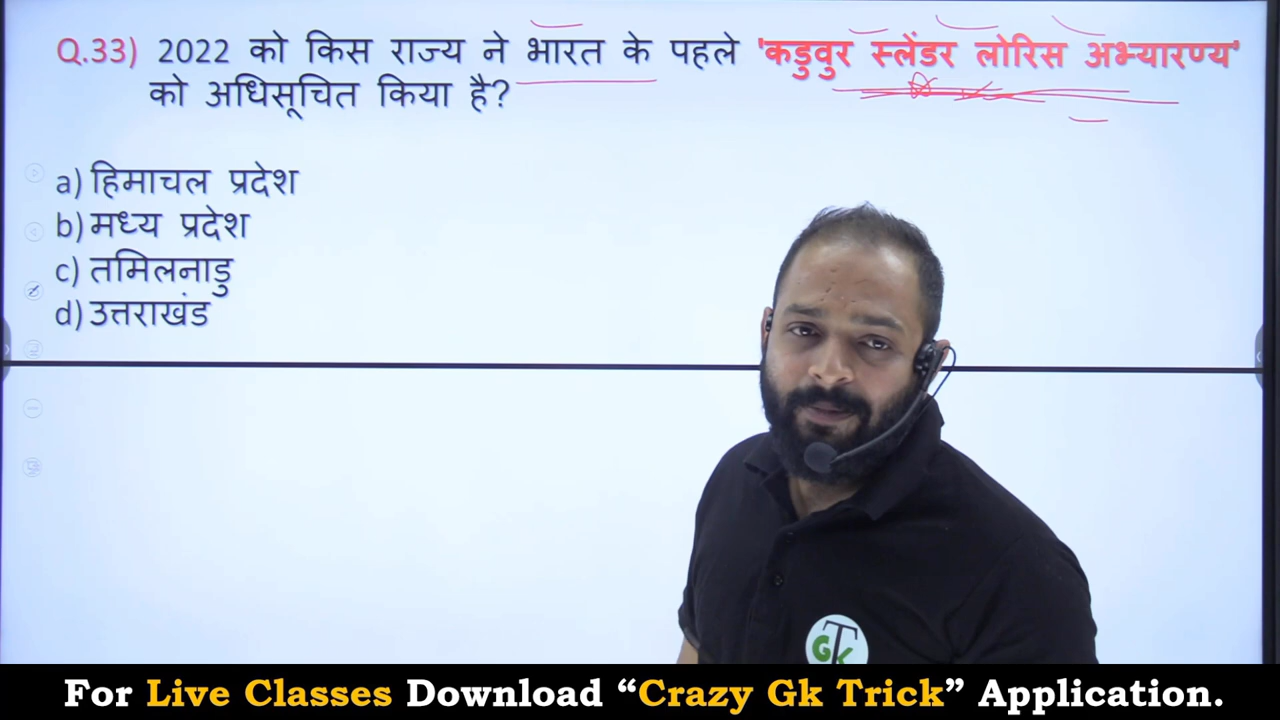 Q.33) 2022 को किस राज्य ने भारत के पहले 'कडुवुर स्लेंडर लोरिस अभ्यारण्य'
को अधिसूचित किया है?
a) हिमाचल प्रदेश
b) मध्य प्रदेश
c) तमिलनाडु
d) उत्तराखंड
GTK
For Live Classes Download “Crazy Gk Trick” Application.